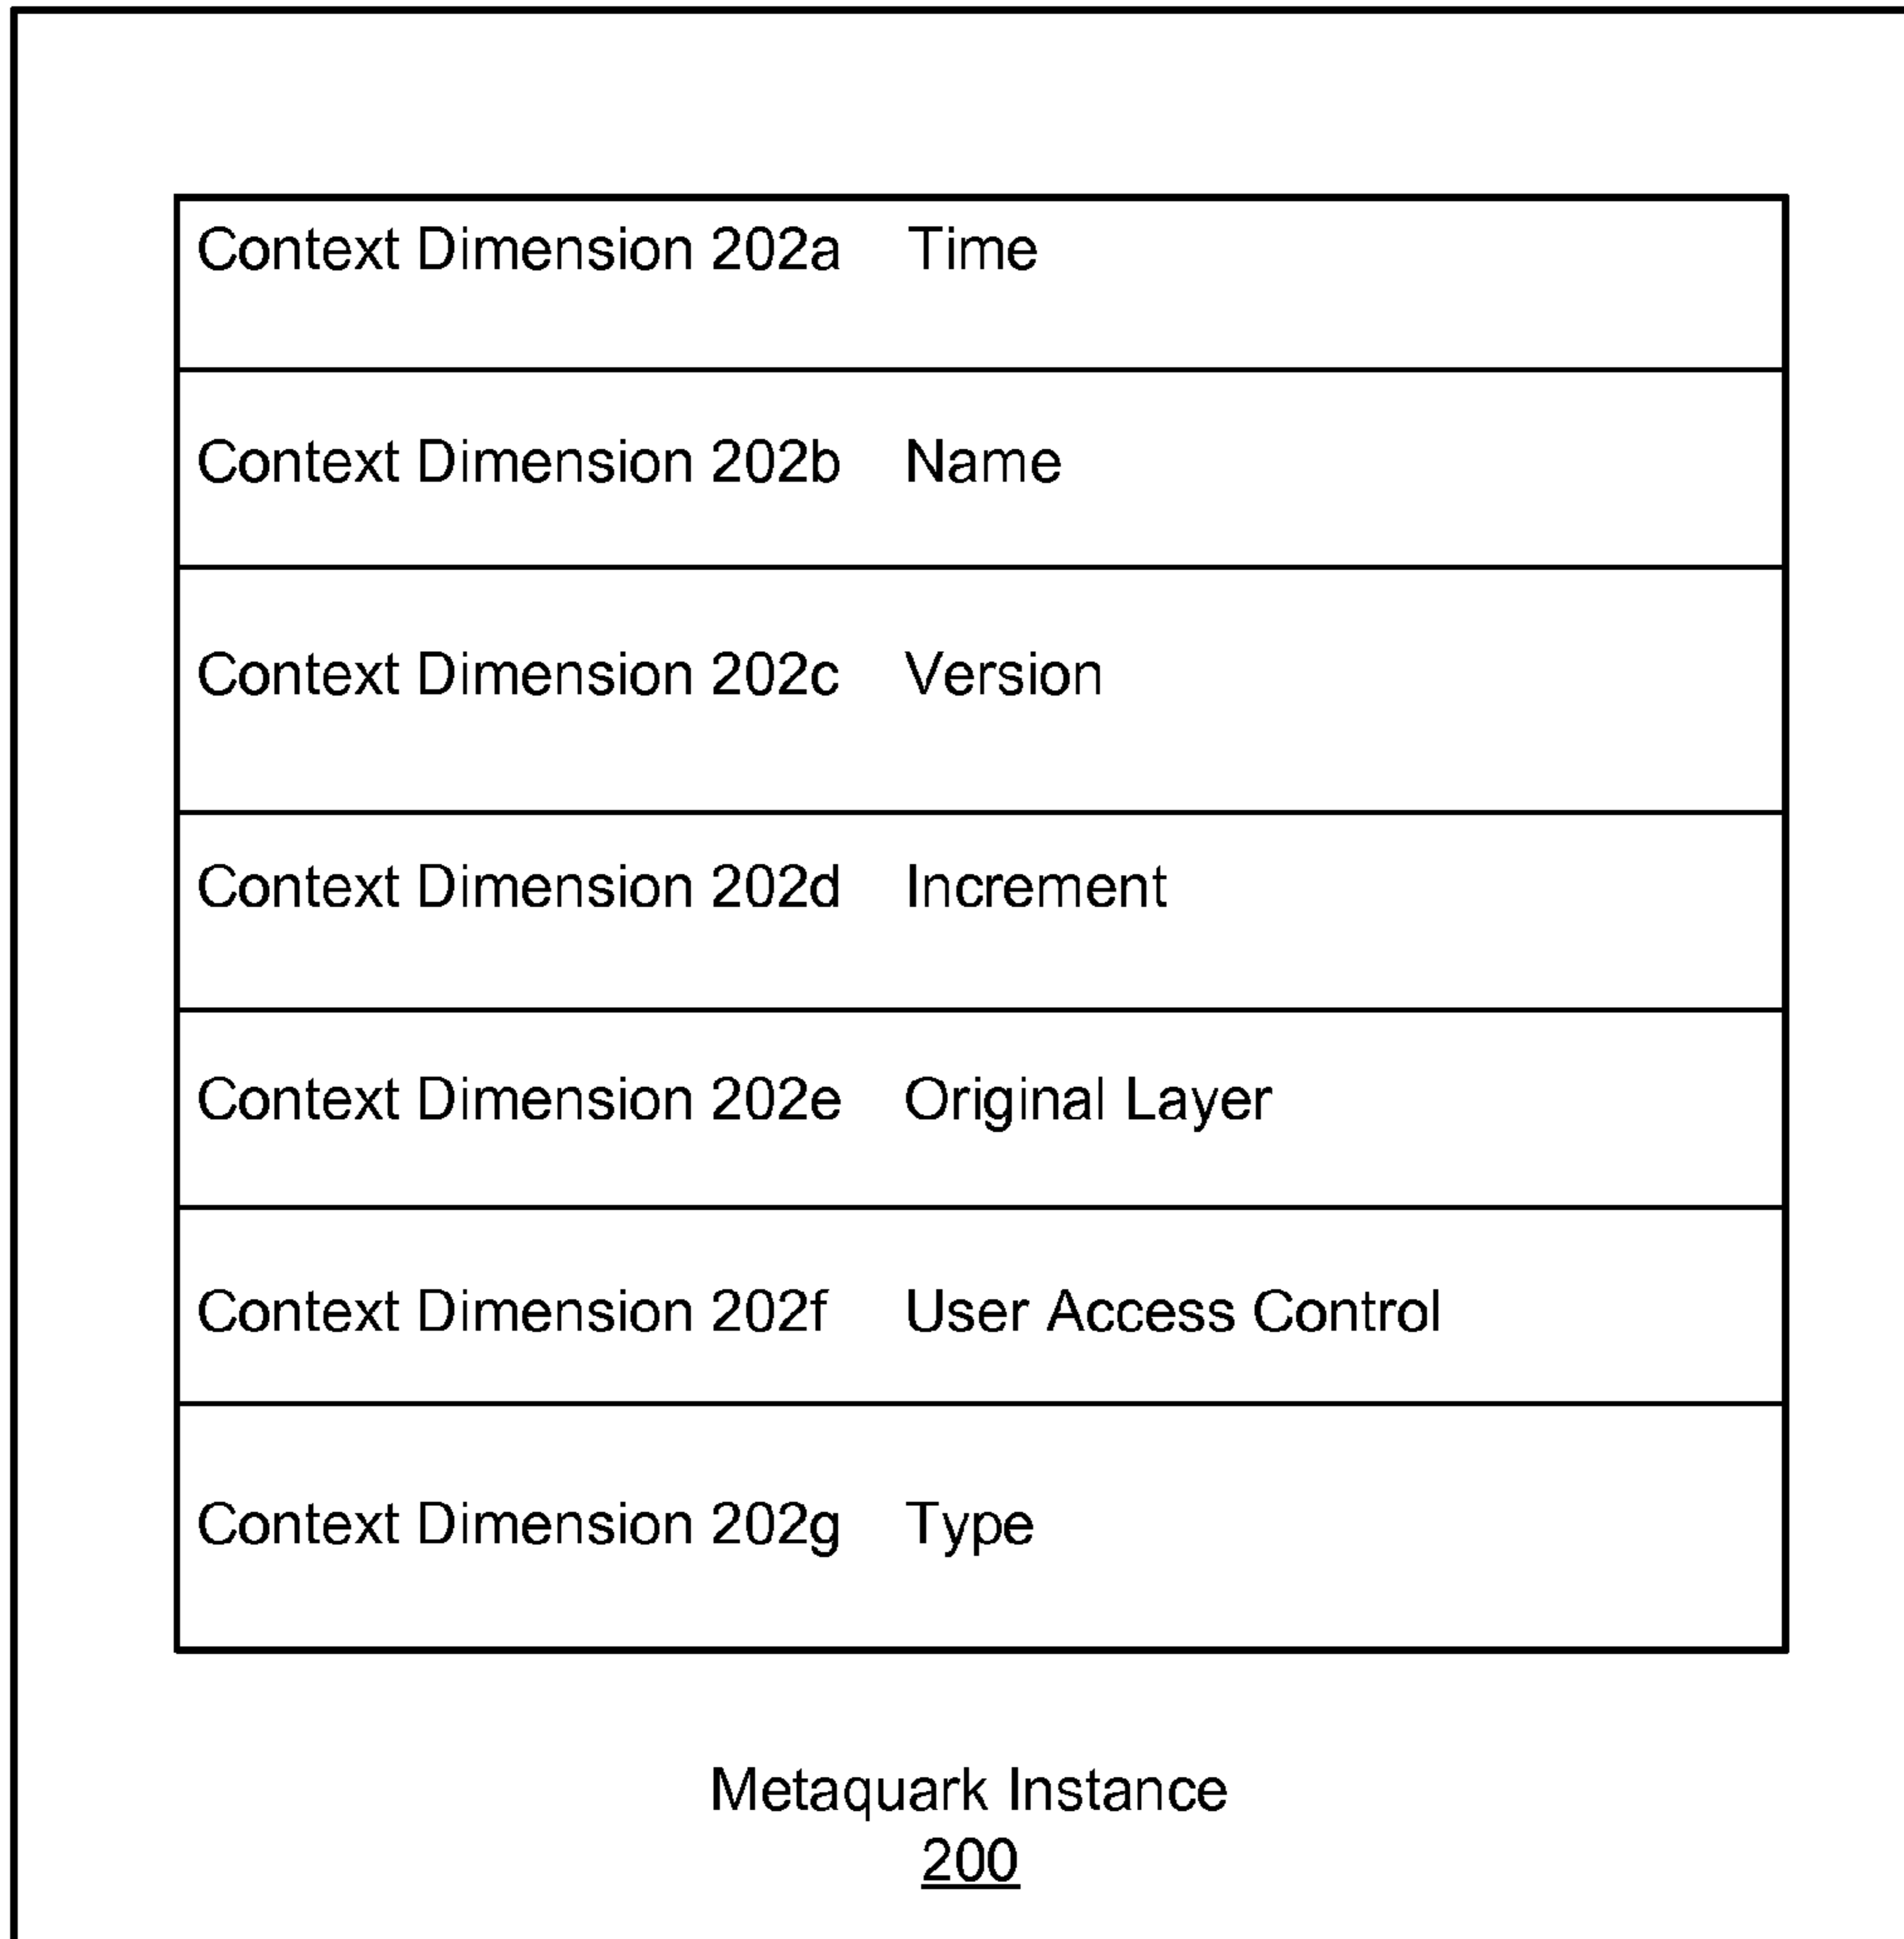 Context Dimension 202a Time
Context Dimension 202b Name
Context Dimension 202c Version
Context Dimension 202d Increment
Context Dimension 202e Original Layer
Context Dimension 202f User Access Control
Context Dimension 202g Type
Metaquark Instance
200